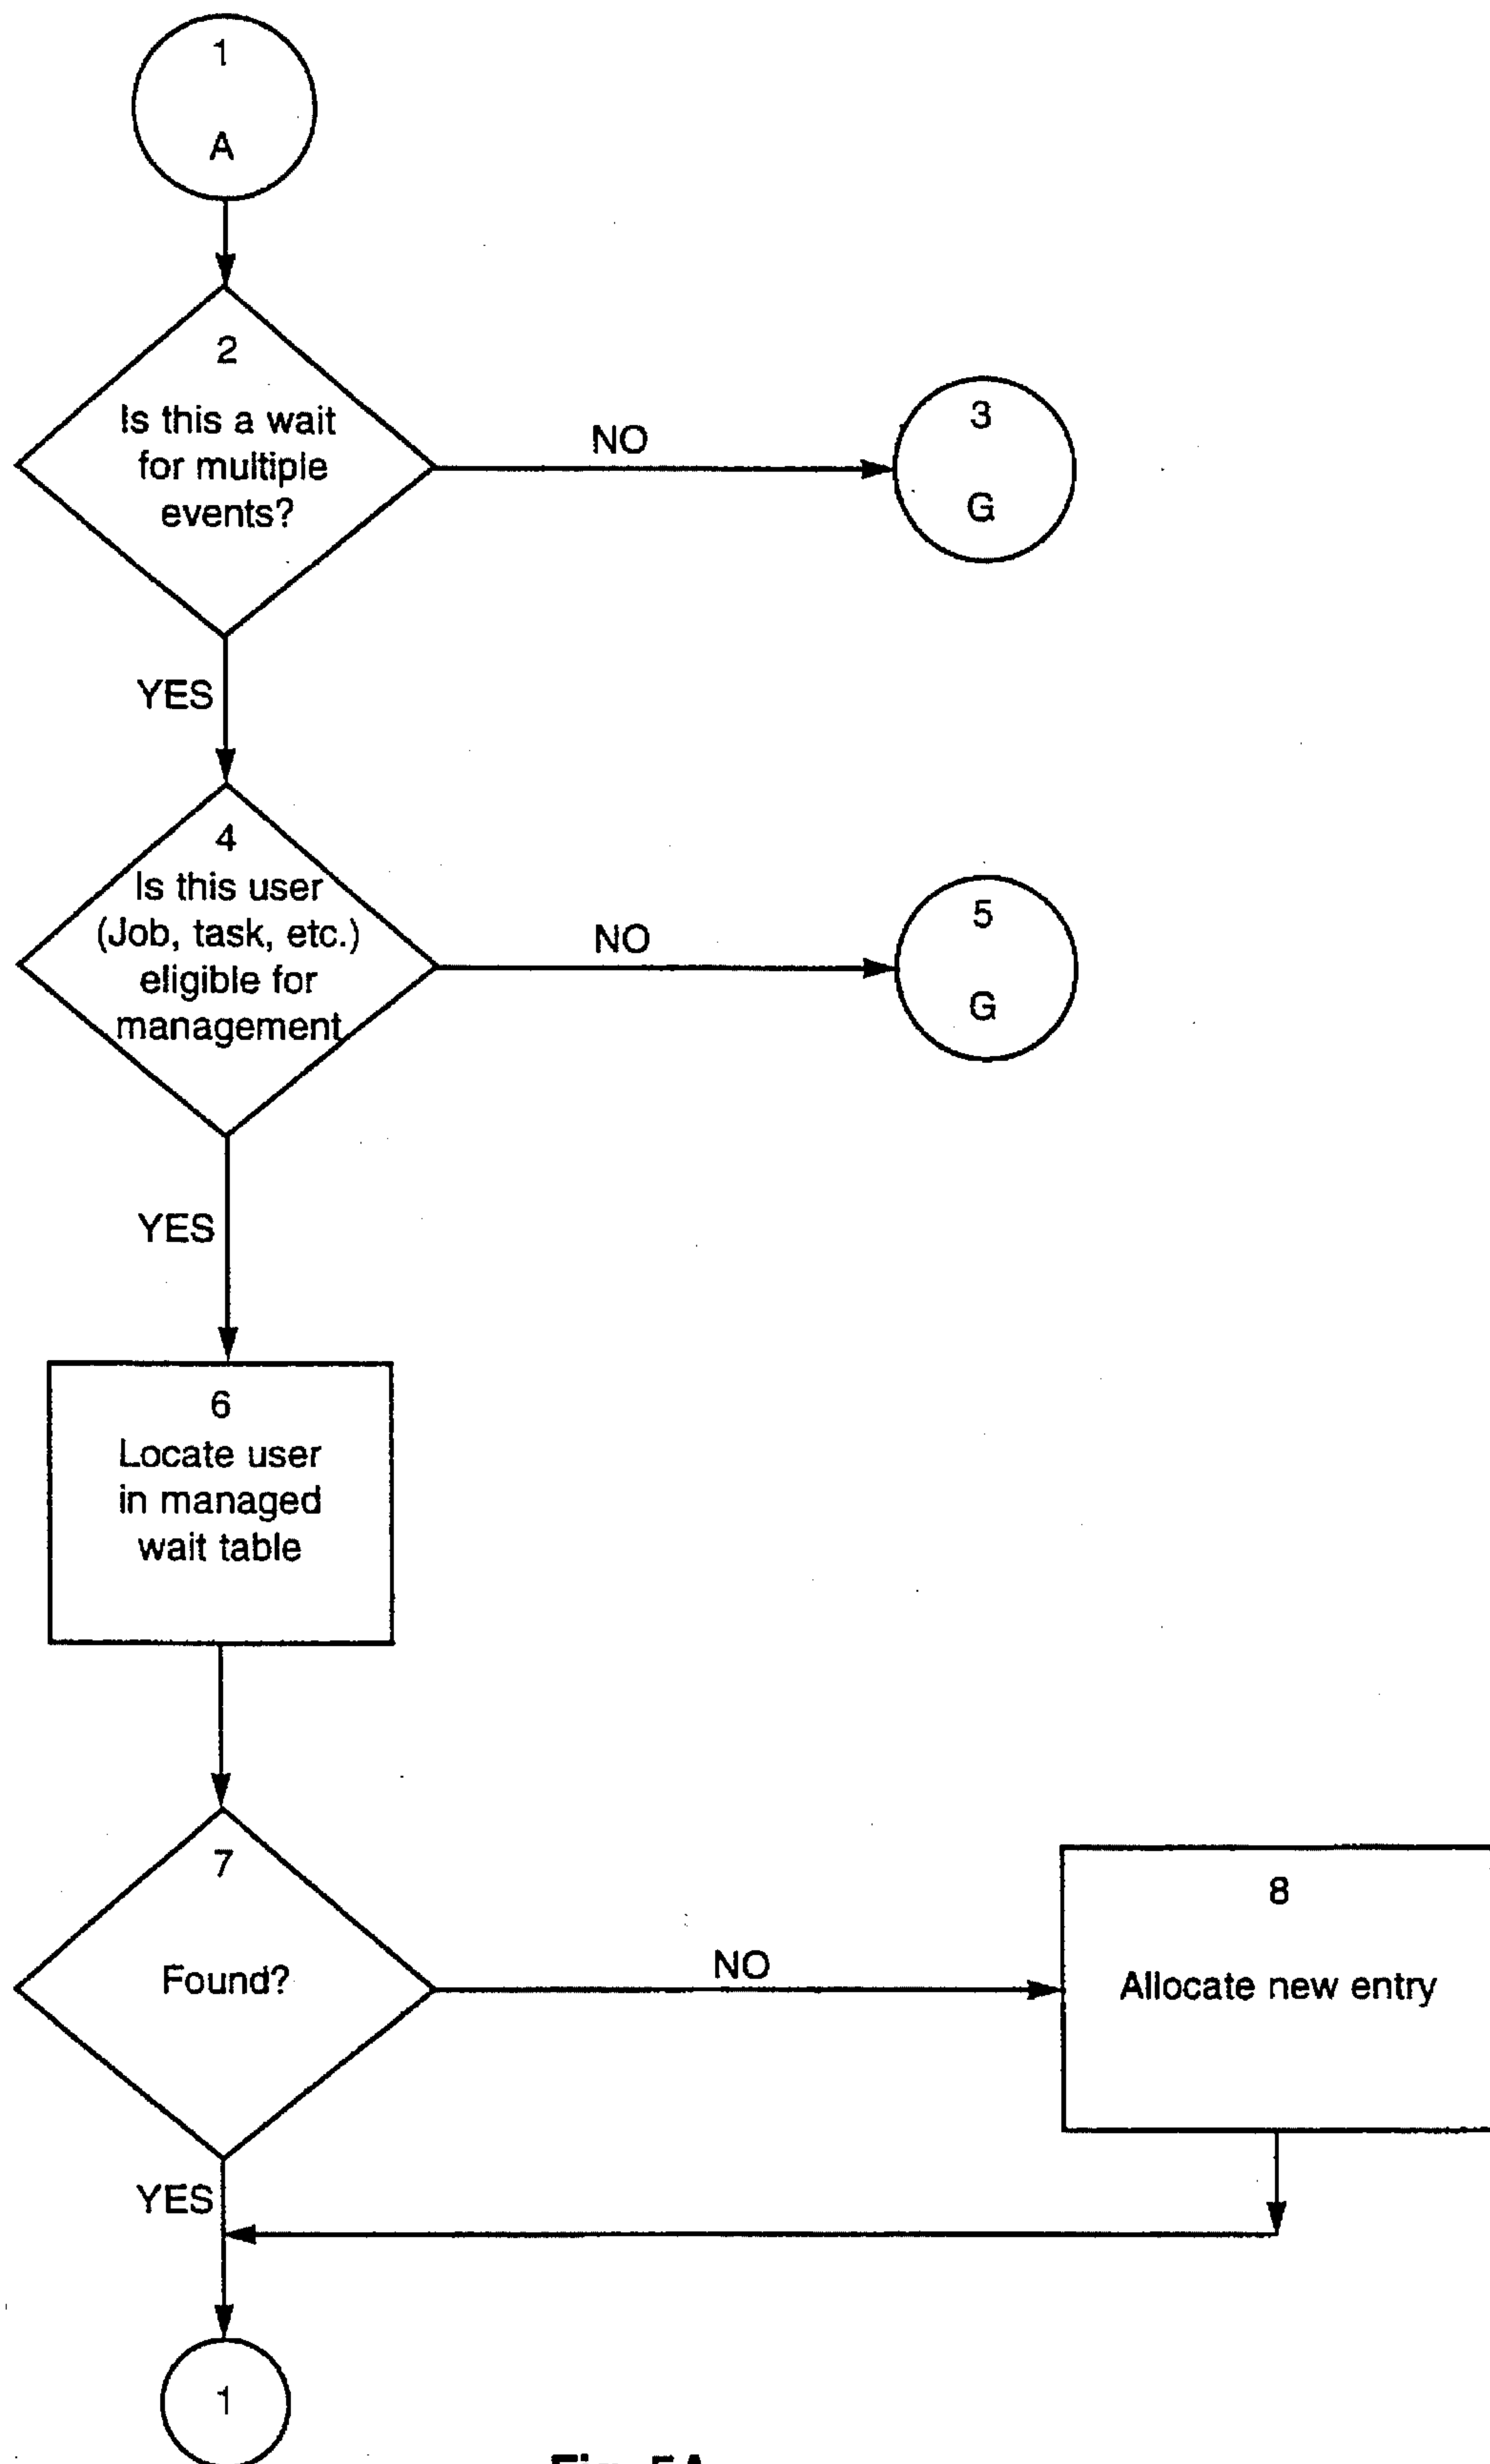 1
A
2
Is this a wait
for multiple
events?
NO
3
G
YES
4
Is this user
(Job, task, etc.)
eligible for
management
NO
5
G
YES
6
Locate user
in managed
wait table
7
Found?
NO
8
Allocate new entry
YES
1